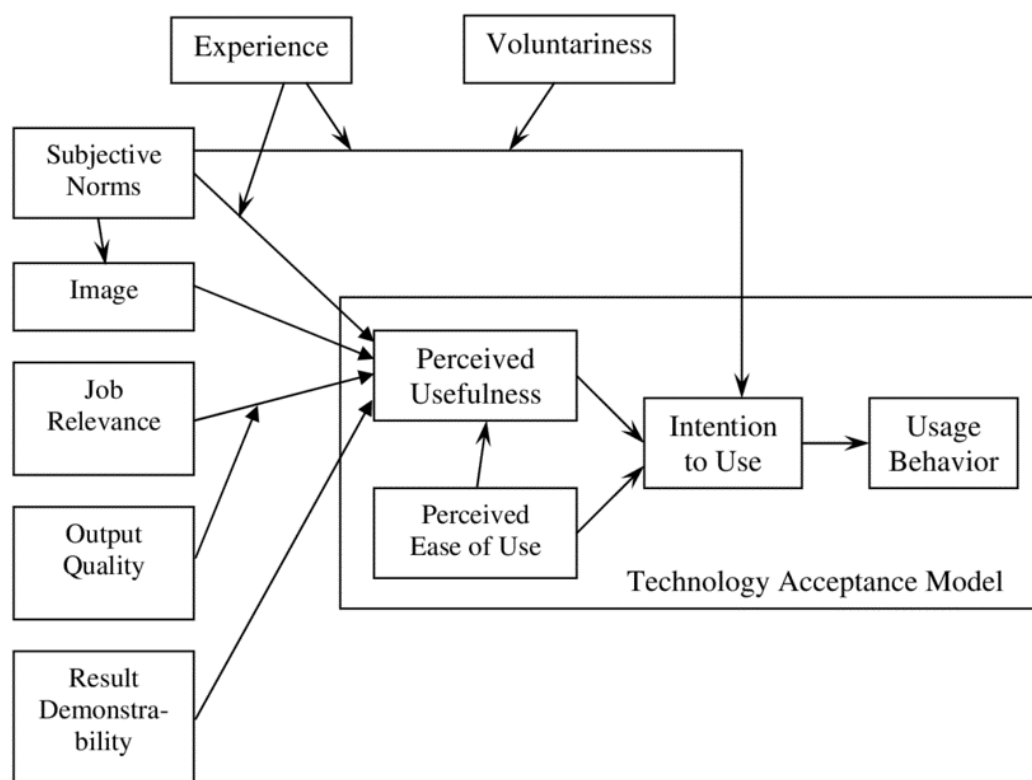 Experience
Voluntariness
Subjective
Norms
Image
Job
Relevance
Output
Quality
Result
Demonstra-
bility
Perceived
Usefulness
Perceived
Ease of Use
Intention
to Use
Usage
Behavior
Technology Acceptance Model